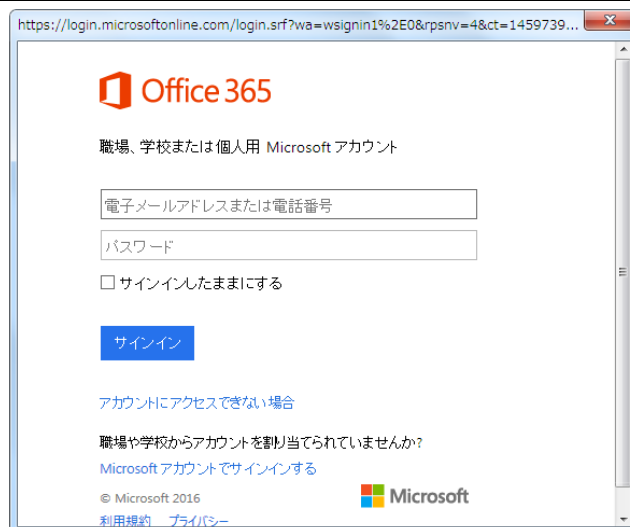 https://login.microsoftonline.com/login.srf?wa=wsignin1%2E0&rpsnv=4&ct=1459739...
Office 365
職場、学校または個人用 Microsoft アカウント
電子メールアドレスまたは電話番号
パスワード
サインインしたままにする
サインイン
アカウントにアクセスできない場合
職場や学校からアカウントを割り当てられていませんか?
Microsoft アカウントでサインインする
© Microsoft 2016
Microsoft
利用規約 プライバシー